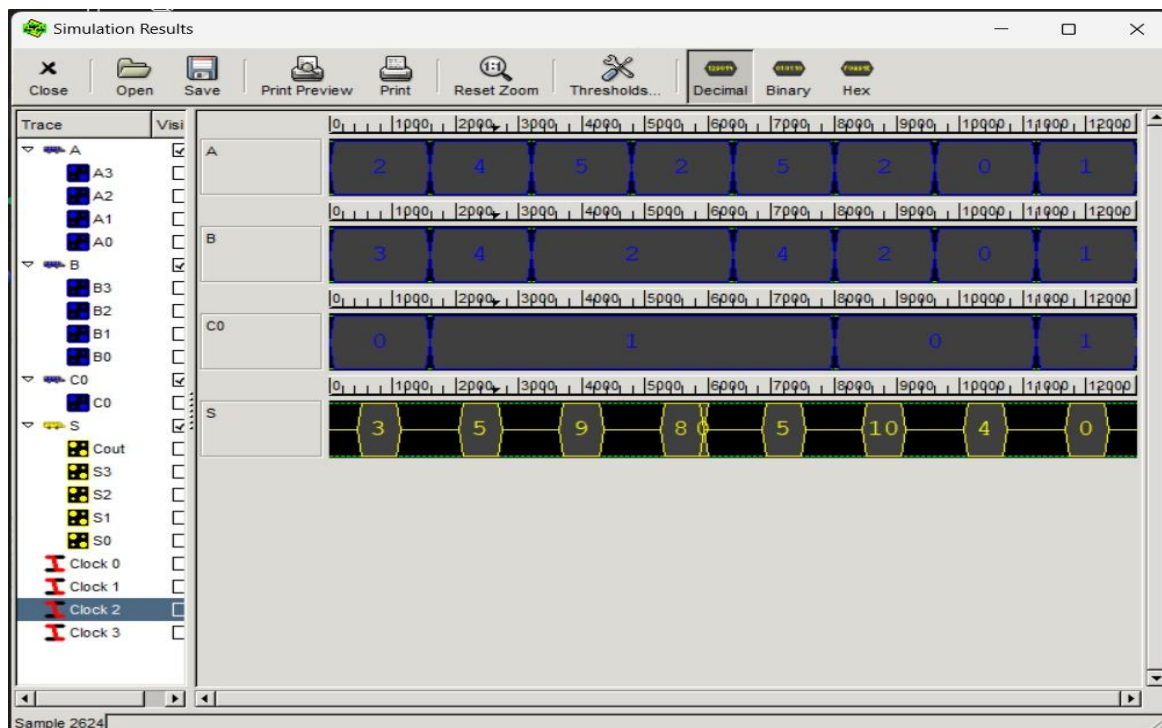 Simulation Results
Close Open Save Print Preview Print Reset Zoom Thresholds... Decimal Binary Hex
Trace Visi
0 1000 2000 3000 4000 5000 6000 7000 8000 9000 10000 11000 12000
A A 2 4 5 2 5 2 0 1
A3
A2
A1
0 1000 2000 3000 4000 5000 6000 7000 8000 9000 10000 11000 12000
A0
B B 3 4 2 4 2 0 1
B3
B2
0 1000 2000 3000 4000 5000 6000 7000 8000 9000 10000 11000 12000
B1
B0
C0 C0 0 1 0 1
C0
0 1000 2000 3000 4000 5000 6000 7000 8000 9000 10000 11000 12000
S S 3 5 9 8 0 5 10 4 0
Cout
S3
S2
S1
S0
Clock 0
Clock 1
Clock 2
Clock 3
Sample 2624